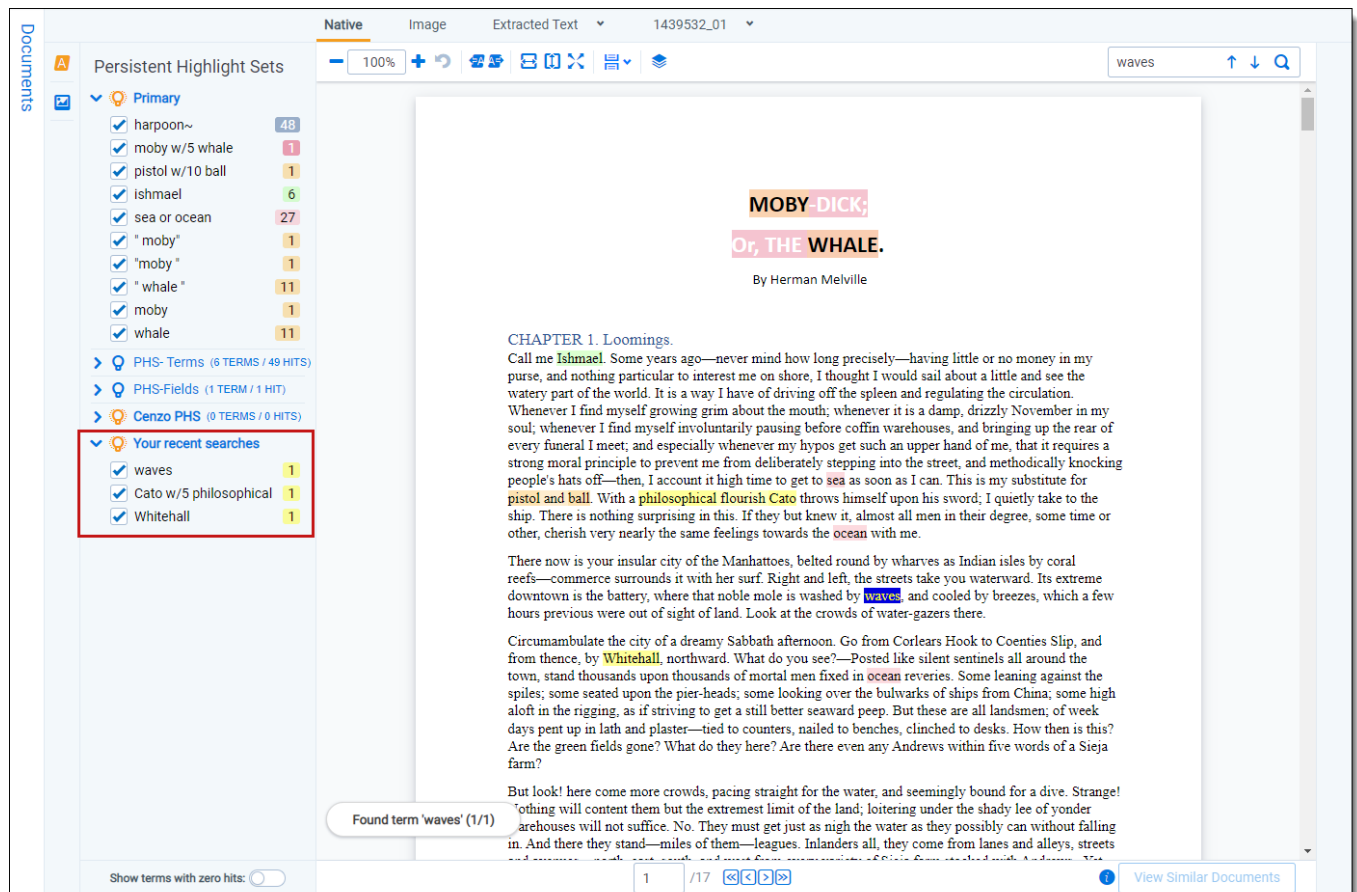 Documents
Native Image Extracted Text 1439532_01
100% waves
Persistent Highlight Sets
Primary
harpoon~ 48
moby w/5 whale 1
pistol w/10 ball 1
ishmael 6
sea or ocean 27
" moby" 1
"moby " 1
" whale " 11
moby 1
whale 11
PHS- Terms (6 TERMS / 49 HITS)
PHS-Fields (1 TERM / 1 HIT)
Cenzo PHS (0 TERMS / 0 HITS)
Your recent searches
waves 1
Cato w/5 philosophical 1
Whitehall 1
Show terms with zero hits:
MOBY-DICK;
Or, THE WHALE.
By Herman Melville
CHAPTER 1. Loomings.
Call me Ishmael. Some years ago—never mind how long precisely—having little or no money in my
purse, and nothing particular to interest me on shore, I thought I would sail about a little and see the
watery part of the world. It is a way I have of driving off the spleen and regulating the circulation.
Whenever I find myself growing grim about the mouth; whenever it is a damp, drizzly November in my
soul; whenever I find myself involuntarily pausing before coffin warehouses, and bringing up the rear of
every funeral I meet; and especially whenever my hypos get such an upper hand of me, that it requires a
strong moral principle to prevent me from deliberately stepping into the street, and methodically knocking
people's hats off—then, I account it high time to get to sea as soon as I can. This is my substitute for
pistol and ball. With a philosophical flourish Cato throws himself upon his sword; I quietly take to the
ship. There is nothing surprising in this. If they but knew it, almost all men in their degree, some time or
other, cherish very nearly the same feelings towards the ocean with me.
There now is your insular city of the Manhattoes, belted round by wharves as Indian isles by coral
reefs—commerce surrounds it with her surf. Right and left, the streets take you waterward. Its extreme
downtown is the battery, where that noble mole is washed by waves, and cooled by breezes, which a few
hours previous were out of sight of land. Look at the crowds of water-gazers there.
Circumambulate the city of a dreamy Sabbath afternoon. Go from Corlears Hook to Coenties Slip, and
from thence, by Whitehall, northward. What do you see?—Posted like silent sentinels all around the
town, stand thousands upon thousands of mortal men fixed in ocean reveries. Some leaning against the
spiles; some seated upon the pier-heads; some looking over the bulwarks of ships from China; some high
aloft in the rigging, as if striving to get a still better seaward peep. But these are all landsmen; of week
days pent up in lath and plaster—tied to counters, nailed to benches, clinched to desks. How then is this?
Are the green fields gone? What do they here? Are there even any Andrews within five words of a Sieja
farm?
But look! here come more crowds, pacing straight for the water, and seemingly bound for a dive. Strange!
Nothing will content them but the extremest limit of the land; loitering under the shady lee of yonder
warehouses will not suffice. No. They must get just as nigh the water as they possibly can without falling
in. And there they stand—miles of them—leagues. Inlanders all, they come from lanes and alleys, streets
Found term 'waves' (1/1)
1 /17
View Similar Documents